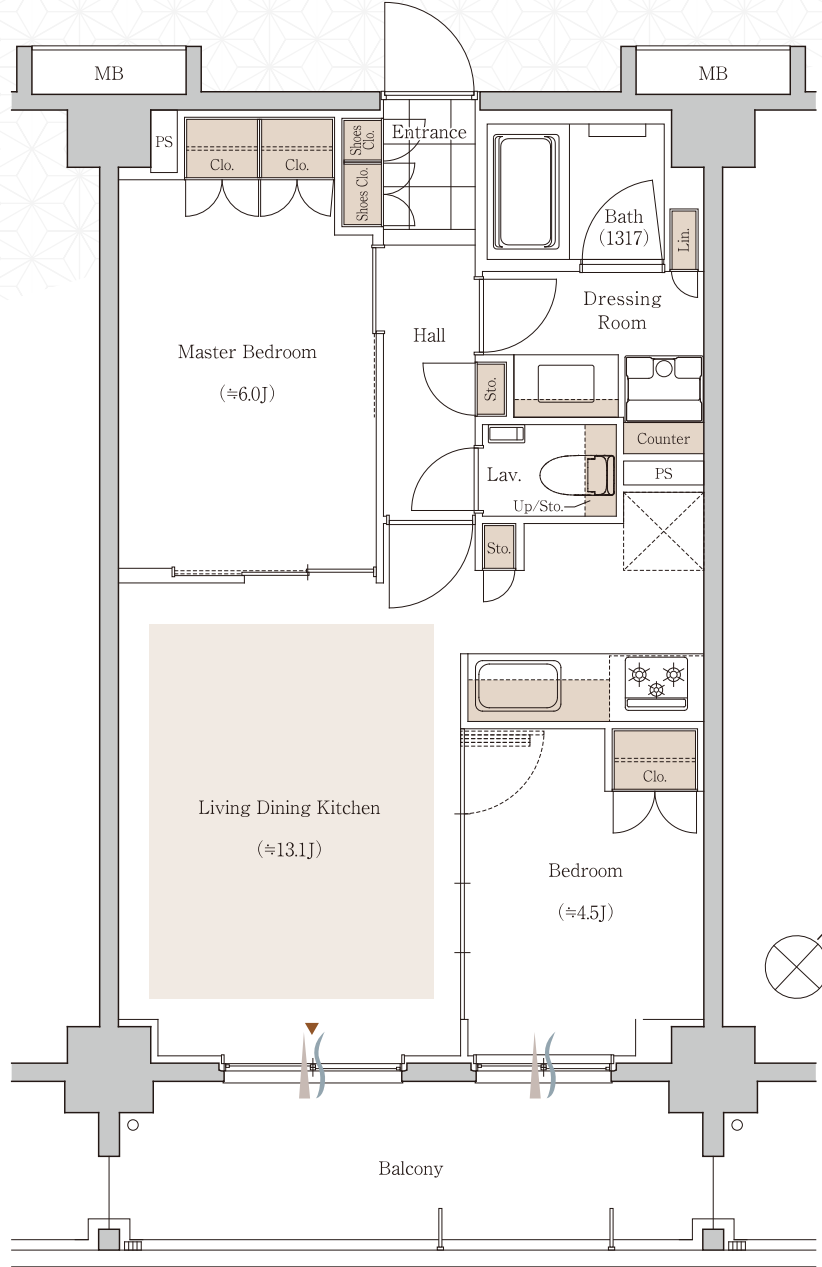 MB
MB
PS
Clo.
Clo.
Shoes
Clo.
Shoes Clo.
Entrance
Bath
(1317)
Lin.
Dressing
Room
Hall
Master Bedroom
(≒6.0J)
Sto.
Counter
Lav.
PS
Up/Sto.
Sto.
Living Dining Kitchen
(≒13.1J)
Clo.
Bedroom
(≒4.5J)
Balcony